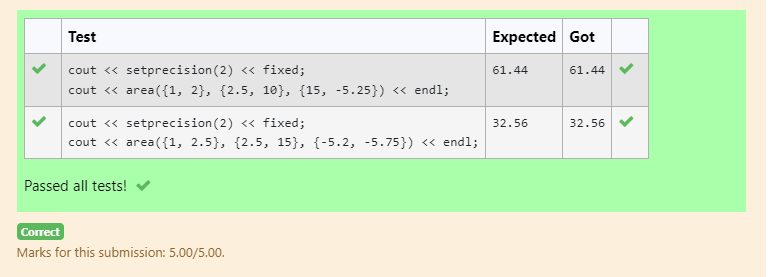 Test Expected Got
cout << setprecision(2) << fixed; 61.44 61.44
cout << area({1, 2}, {2.5, 10}, {15, -5.25}) << endl;
cout << setprecision(2) << fixed; 32.56 32.56
cout << area({1, 2.5}, {2.5, 15}, {-5.2, -5.75}) << endl;
Passed all tests!
Correct
Marks for this submission: 5.00/5.00.